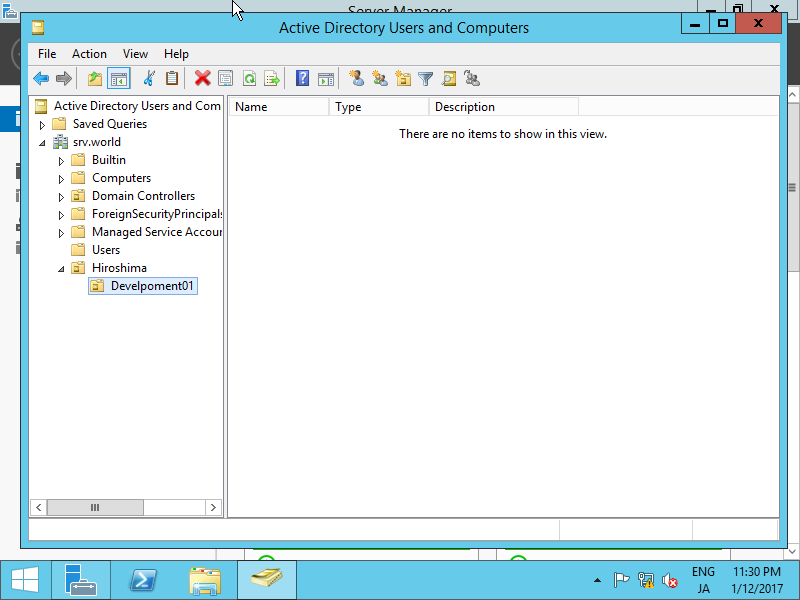 Server Manager
Active Directory Users and Computers
File Action View Help
Active Directory Users and Com
Name Type Description
Saved Queries
There are no items to show in this view.
srv.world
Builtin
Computers
Domain Controllers
ForeignSecurityPrincipals
Managed Service Accour
Users
Hiroshima
Develpoment01
ENG 11:30 PM
JA 1/12/2017